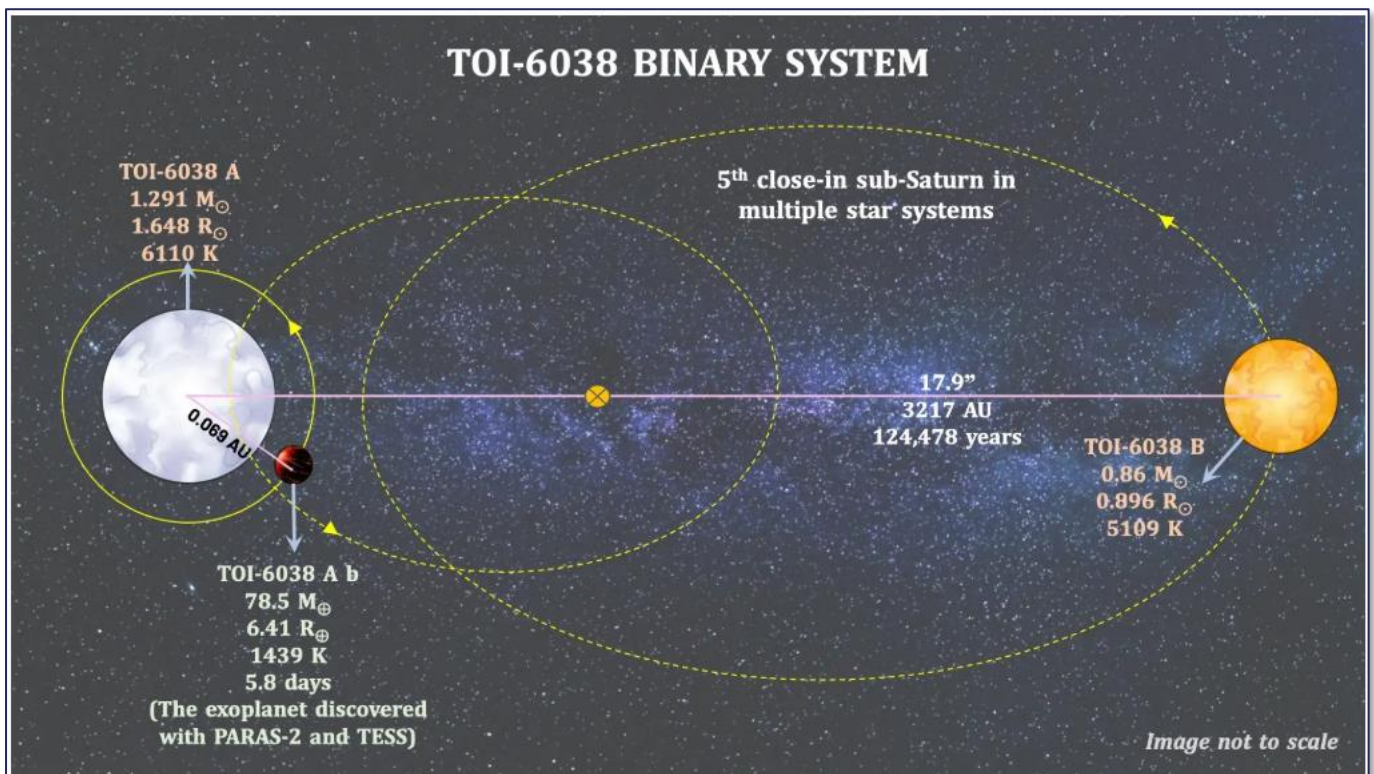 TOI-6038 BINARY SYSTEM
TOI-6038 A
1.291 M☉
1.648 R☉
6110 K
5th close-in sub-Saturn in
multiple star systems
0.069 AU
17.9”
3217 AU
124,478 years
TOI-6038 B
0.86 M☉
0.896 R☉
5109 K
TOI-6038 A b
78.5 M⊕
6.41 R⊕
1439 K
5.8 days
(The exoplanet discovered
with PARAS-2 and TESS)
Image not to scale